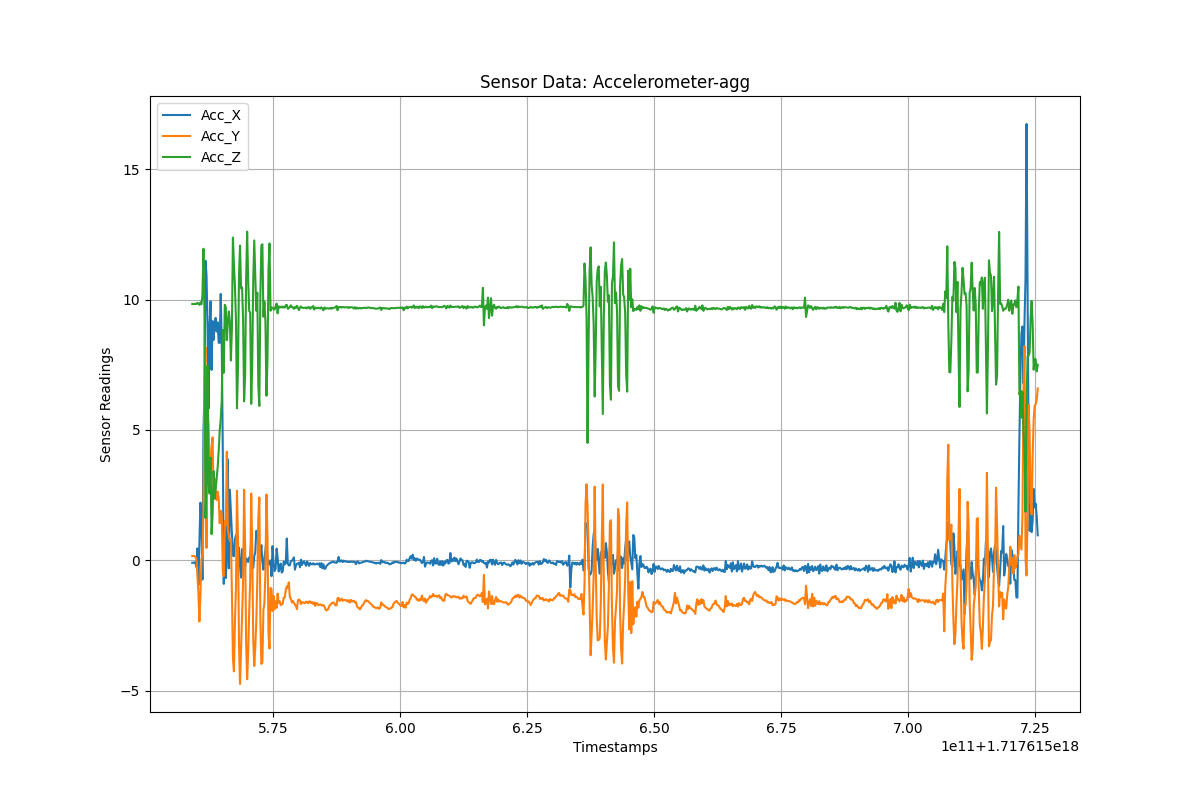 Sensor Data: Accelerometer-agg
Acc_X
Acc_Y
Acc_Z
15
10
5
0
−5
Sensor Readings
5.75 6.00 6.25 6.50 6.75 7.00 7.25
Timestamps
1e11+1.717615e18